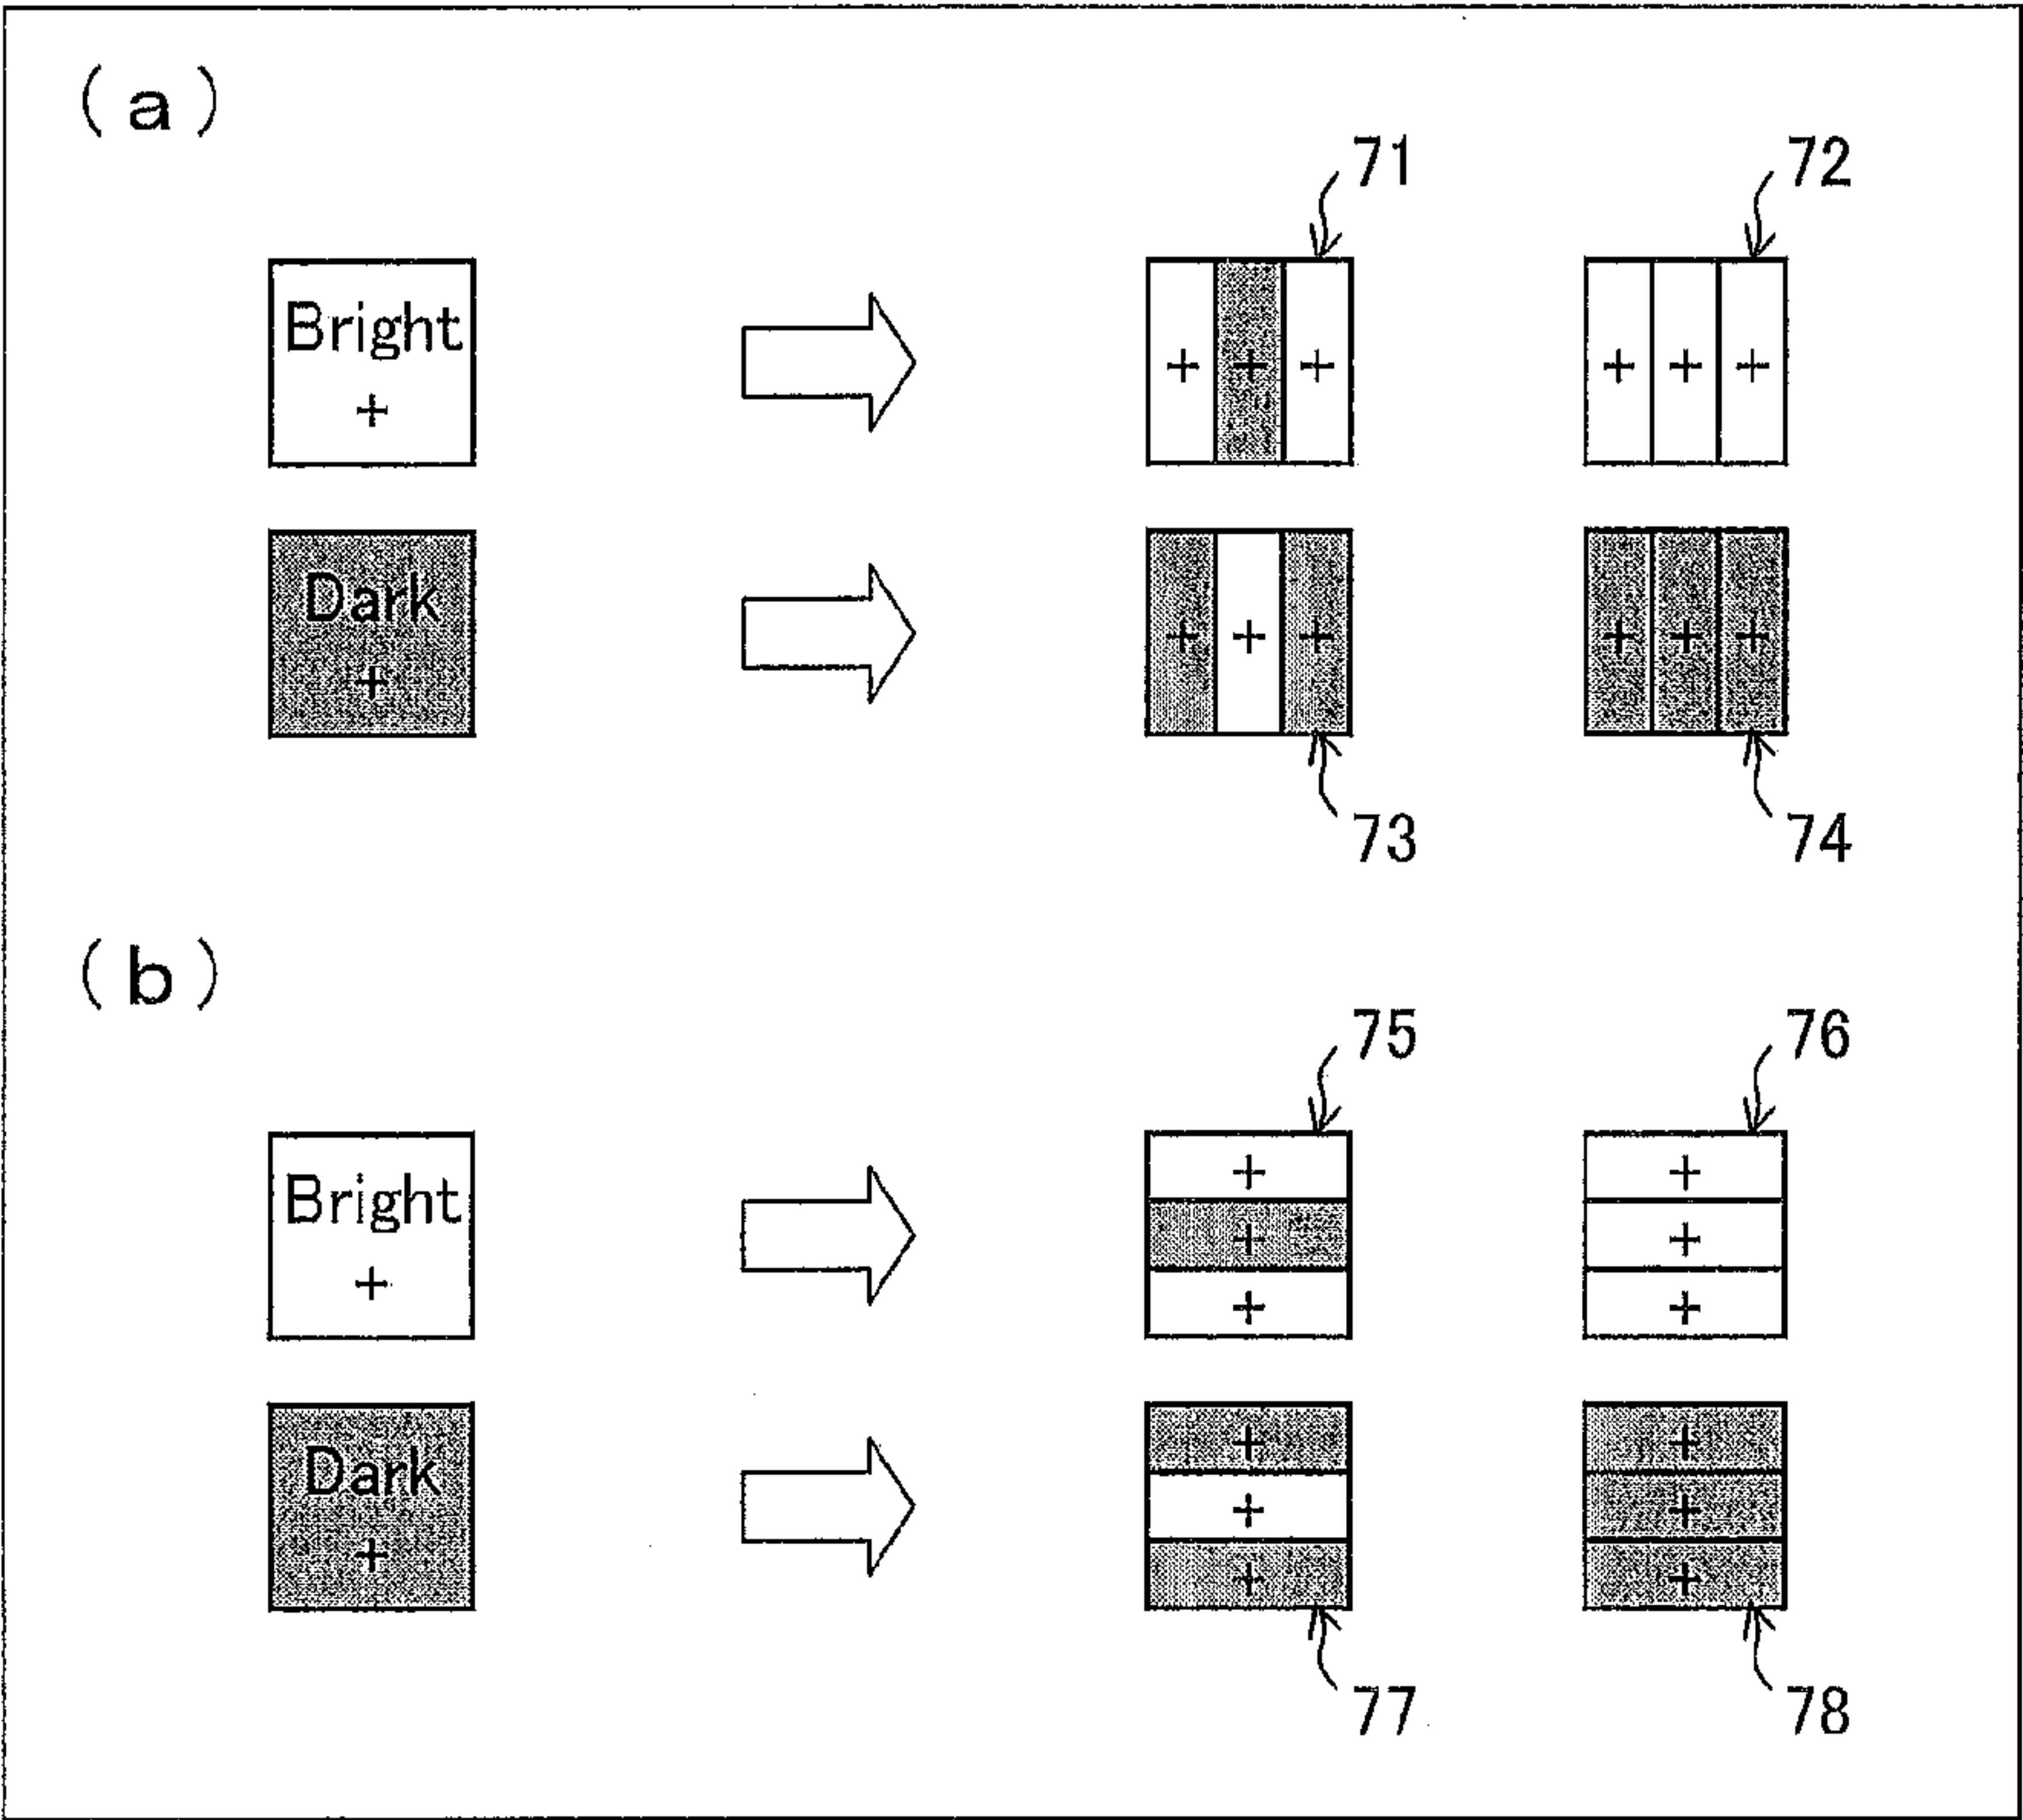 (a)
71 72
Bright + + + + + + +
Dark + + + + + + +
73 74
(b)
75 76
Bright + + + + + + +
Dark + + + + + + +
77 78